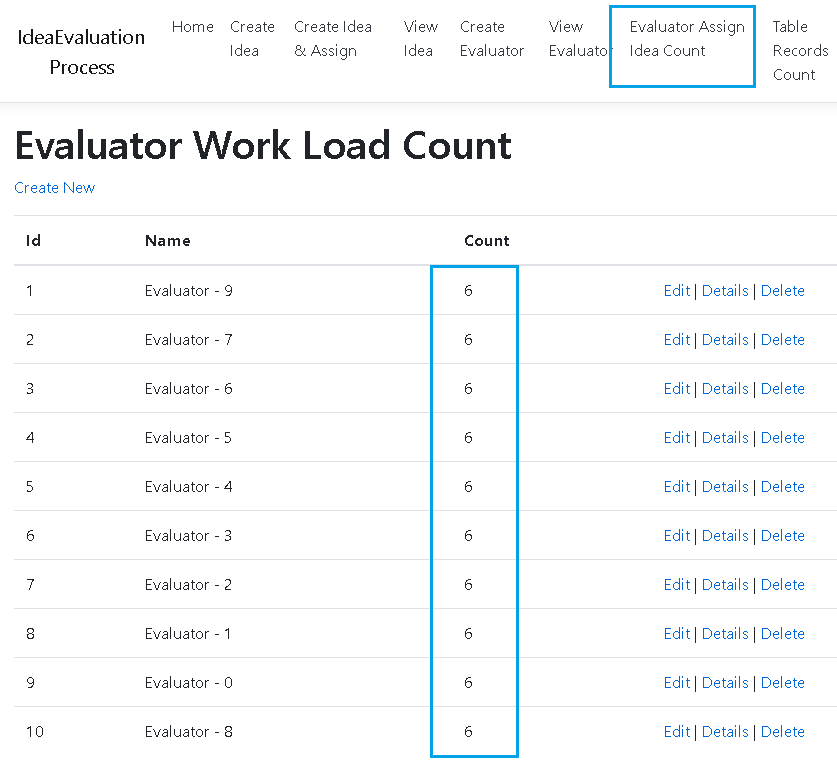 IdeaEvaluation
Process
Home
Create
Idea
Create Idea
& Assign
View
Idea
Create
Evaluator
View
Evaluator
Evaluator Assign
Idea Count
Table
Records
Count
Evaluator Work Load Count
Create New
Id Name Count
1 Evaluator - 9 6 Edit | Details | Delete
2 Evaluator - 7 6 Edit | Details | Delete
3 Evaluator - 6 6 Edit | Details | Delete
4 Evaluator - 5 6 Edit | Details | Delete
5 Evaluator - 4 6 Edit | Details | Delete
6 Evaluator - 3 6 Edit | Details | Delete
7 Evaluator - 2 6 Edit | Details | Delete
8 Evaluator - 1 6 Edit | Details | Delete
9 Evaluator - 0 6 Edit | Details | Delete
10 Evaluator - 8 6 Edit | Details | Delete